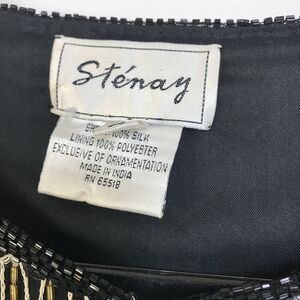 Sténay
100% SILK
LINING 100% POLYESTER
EXCLUSIVE OF ORNAMENTATION
MADE IN INDIA
RN 65518